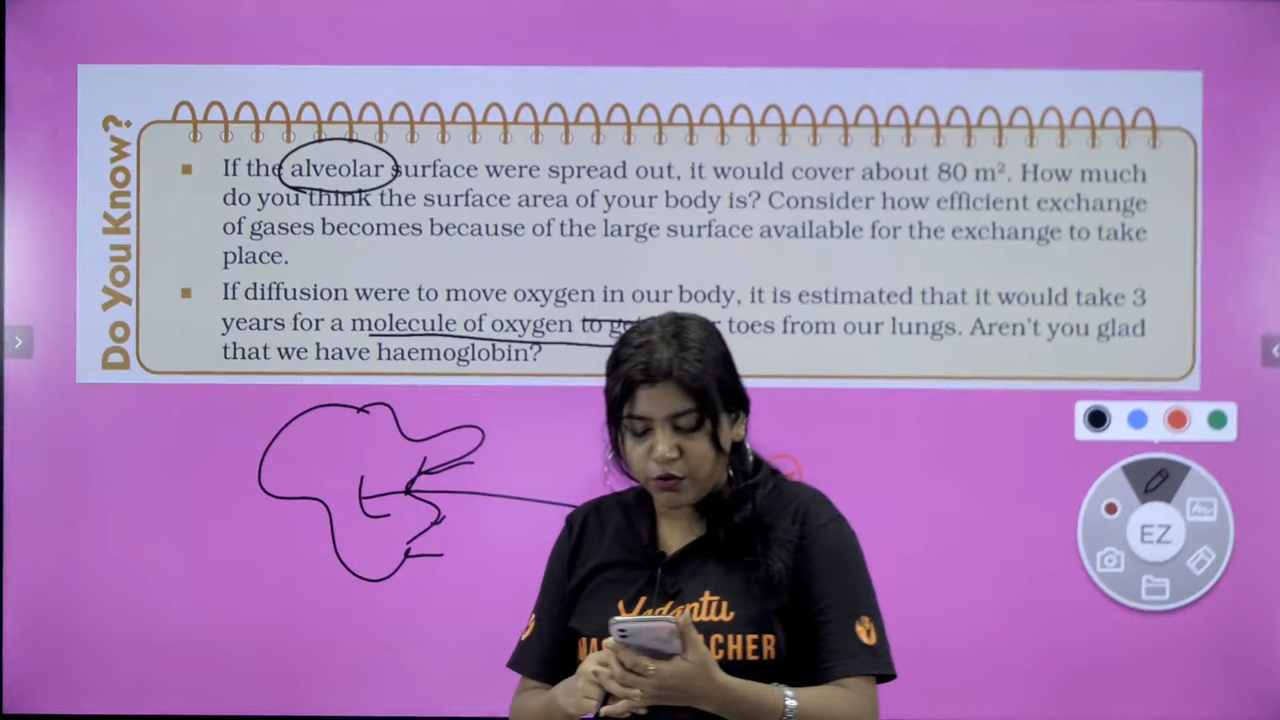 Do You Know?
If the alveolar surface were spread out, it would cover about 80 m². How much
do you think the surface area of your body is? Consider how efficient exchange
of gases becomes because of the large surface available for the exchange to take
place.
If diffusion were to move oxygen in our body, it is estimated that it would take 3
years for a molecule of oxygen to toes from our lungs. Aren't you glad
that we have haemoglobin?
EZ
Vedantu